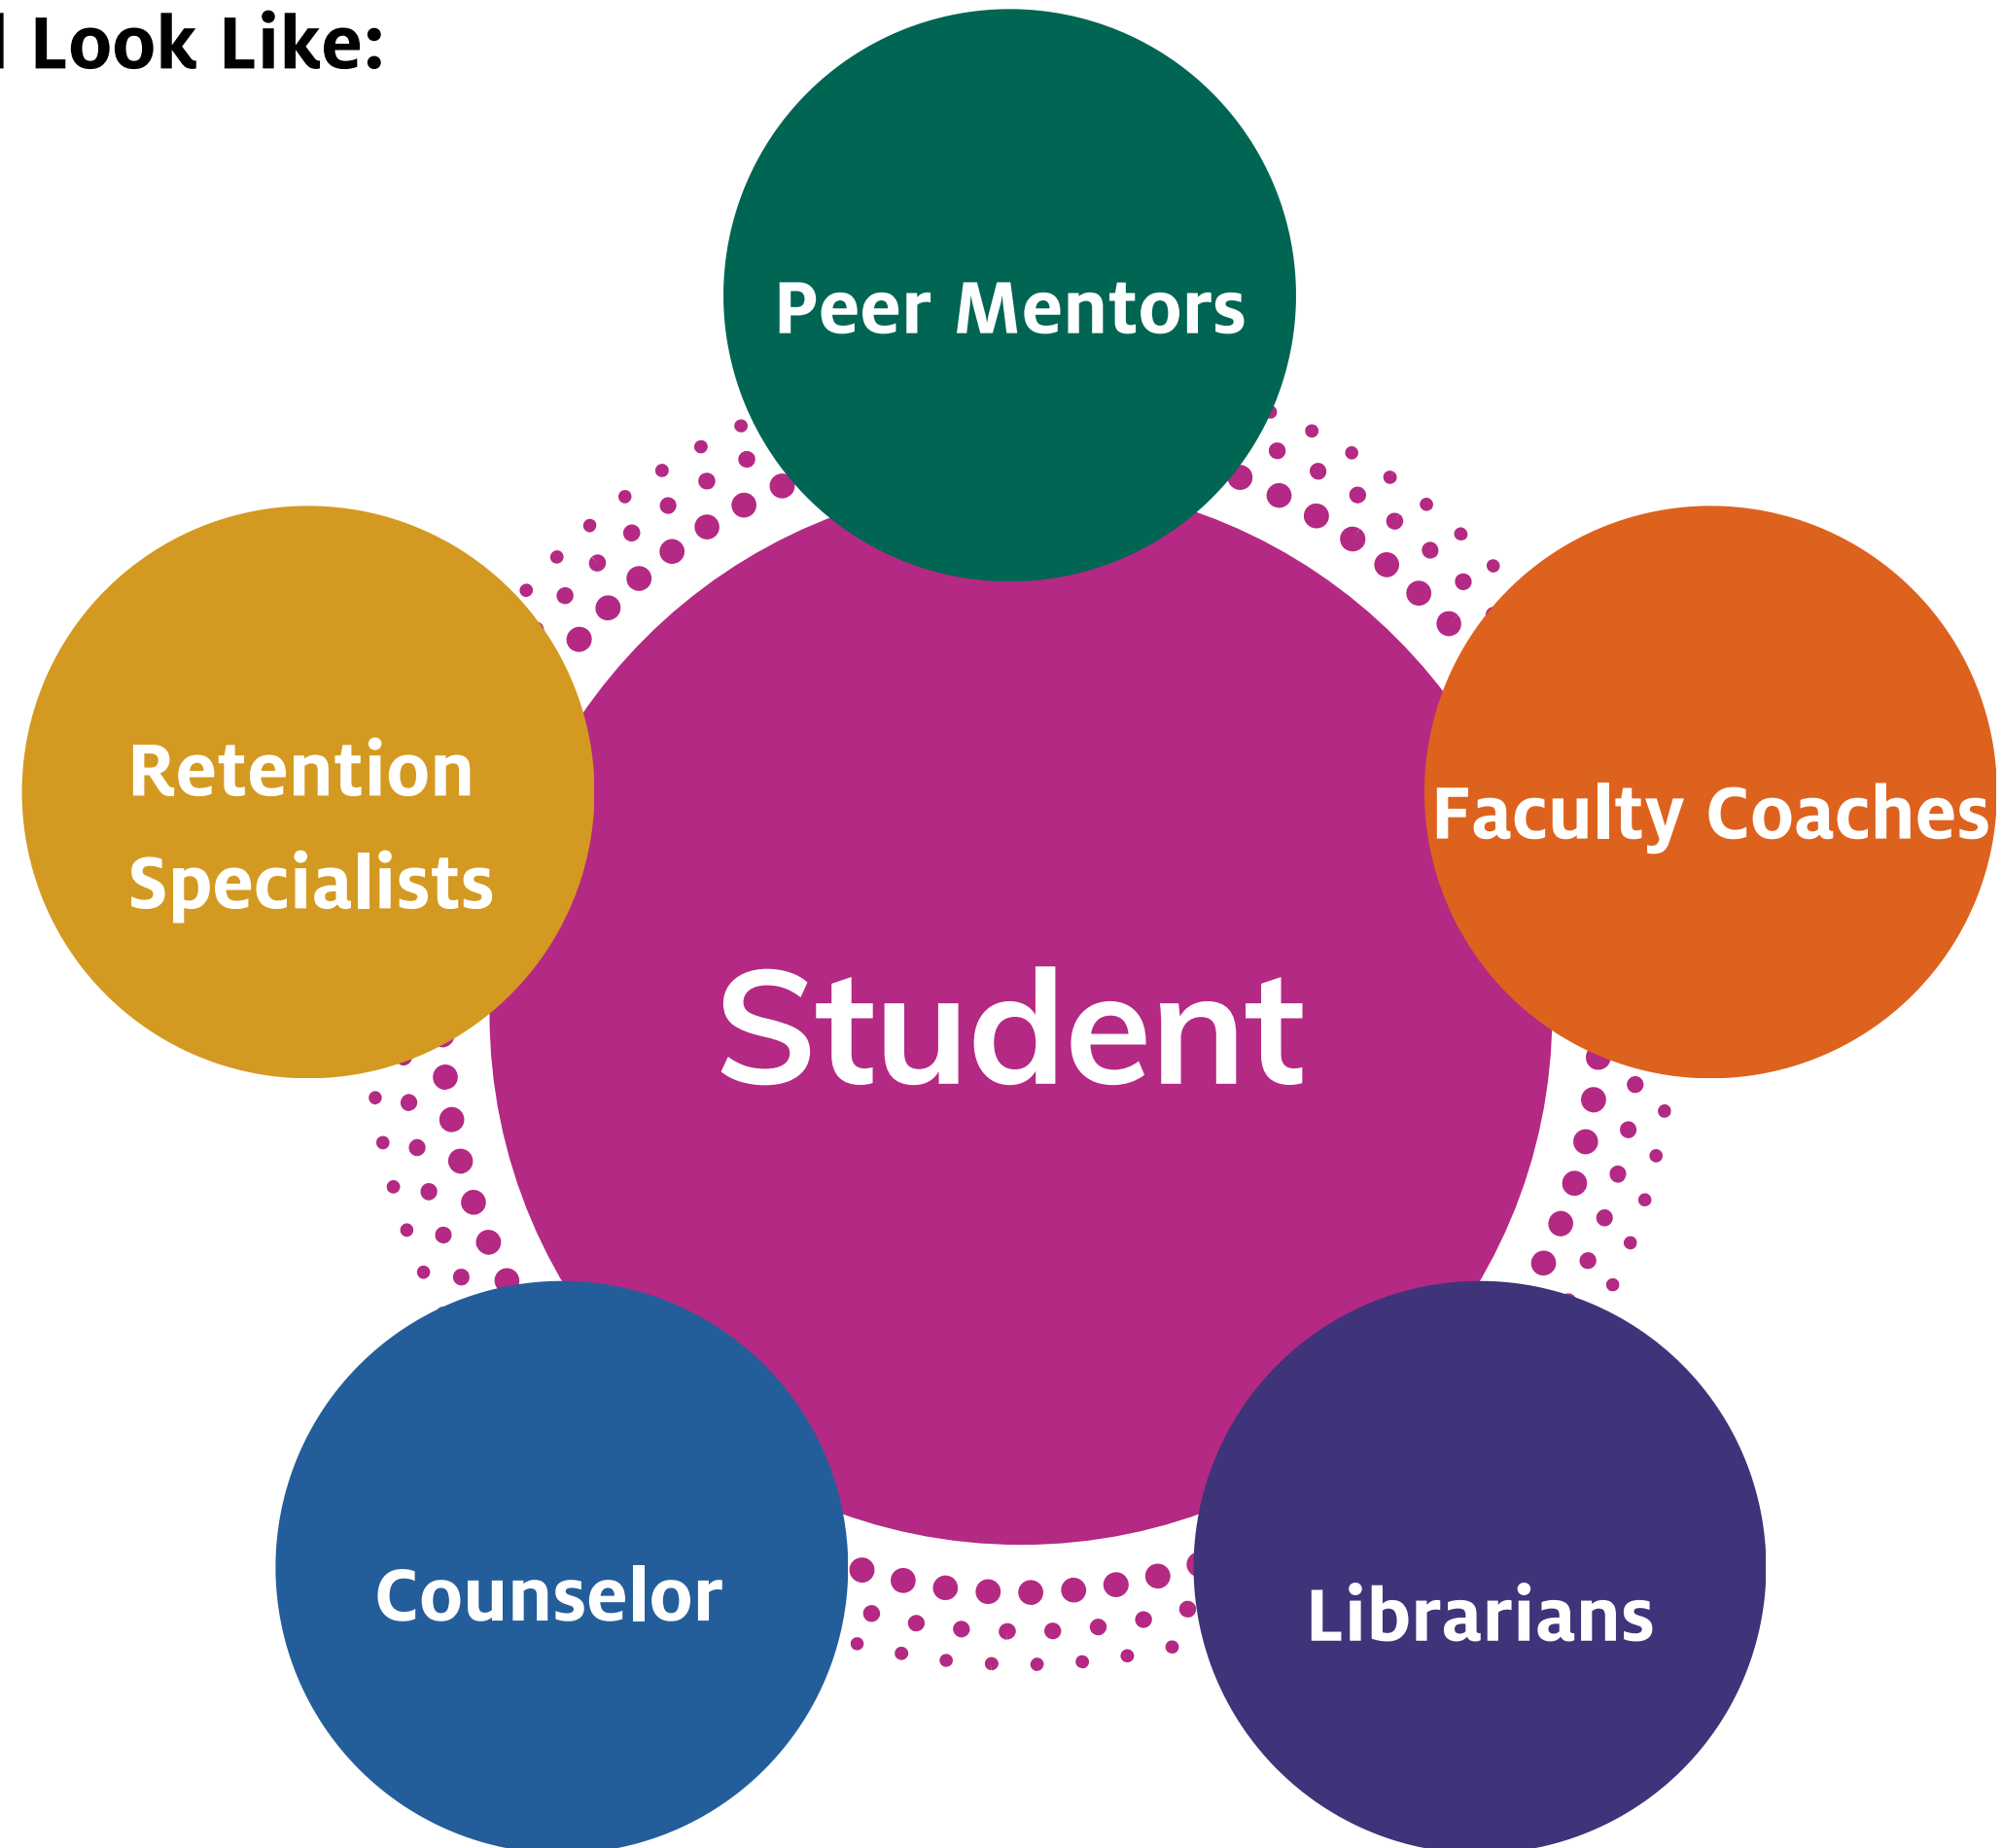 Look Like:
Peer Mentors
Retention
Specialists
Faculty Coaches
Student
Counselor
Librarians